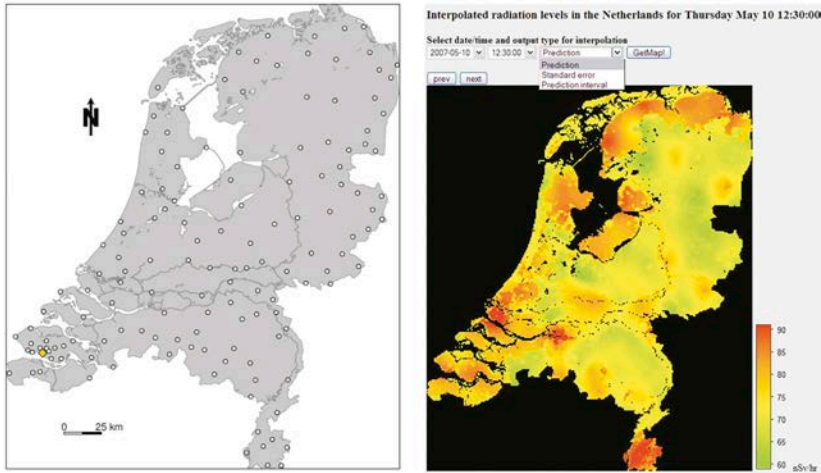 N
0 25 km
Interpolated radiation levels in the Netherlands for Thursday May 10 12:30:00
Select date/time and output type for interpolation
2007-05-10 12:30:00 Prediction GetMap!
Prediction
Standard error
Prediction interval
prev next
90
85
80
75
70
65
60
nSv/hr